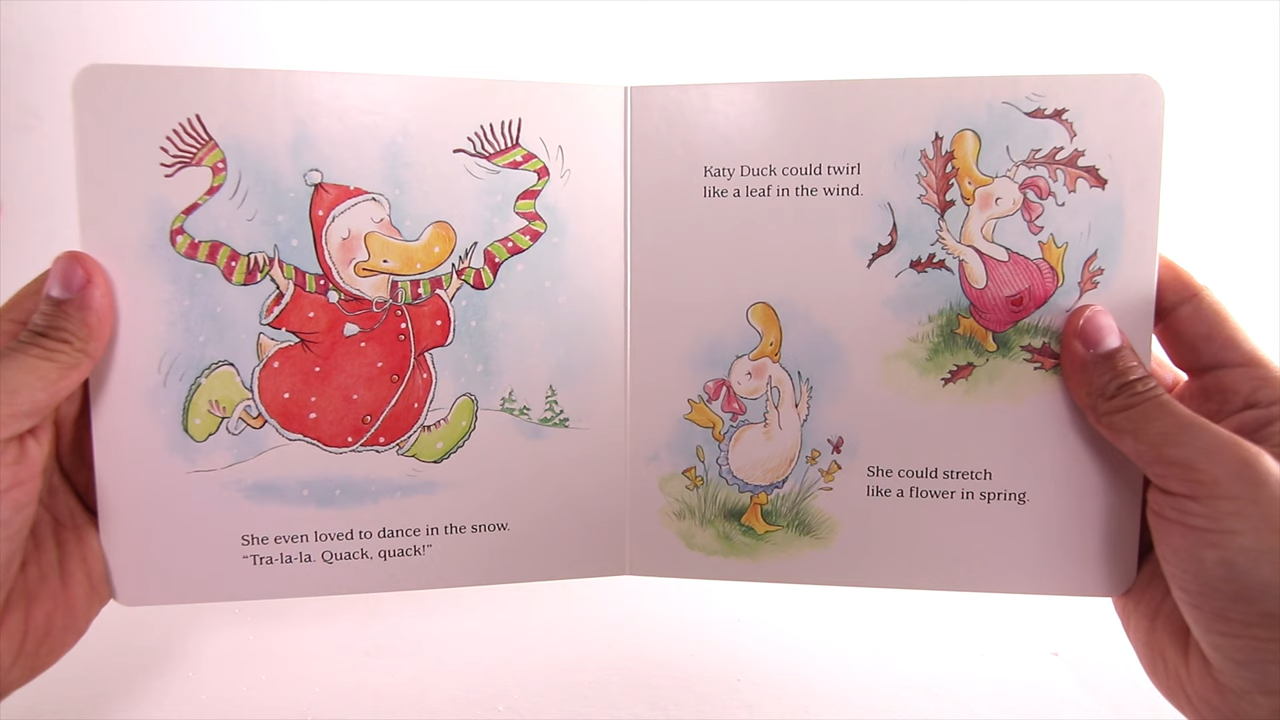 She even loved to dance in the snow.
“Tra-la-la. Quack, quack!”
Katy Duck could twirl
like a leaf in the wind.
She could stretch
like a flower in spring.